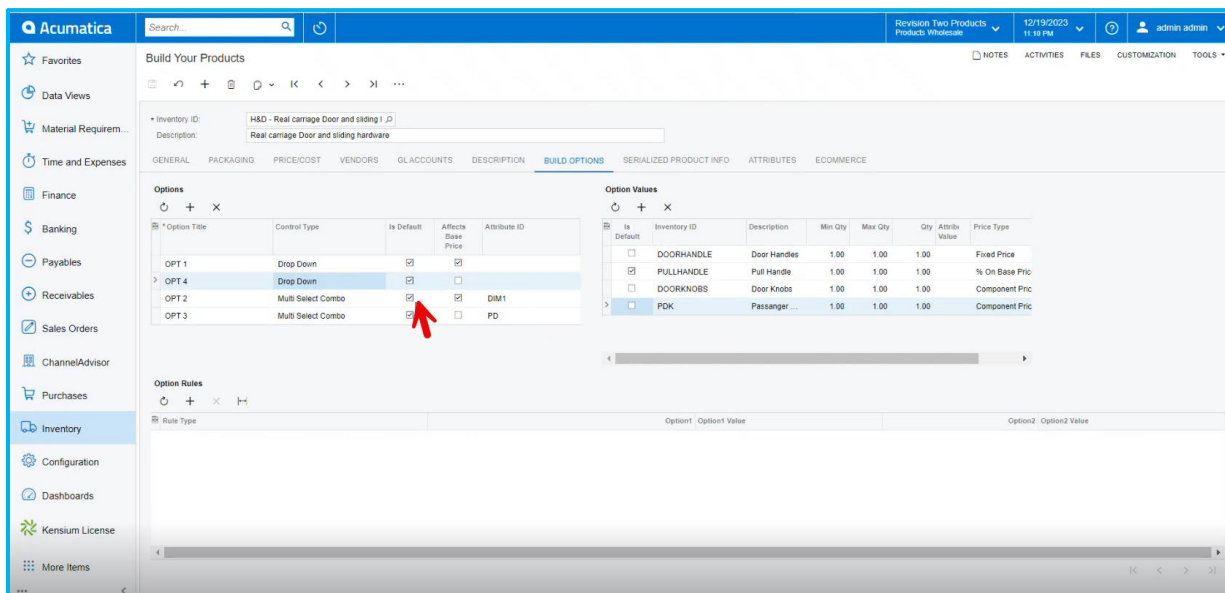 Acumatica
Search...
Revision Two Products
Products Wholesale
12/19/2023
11:10 PM
admin admin
Favorites
Data Views
Material Requirem...
Time and Expenses
Finance
Banking
Payables
Receivables
Sales Orders
ChannelAdvisor
Purchases
Inventory
Configuration
Dashboards
Kensium License
More Items
Build Your Products
NOTES ACTIVITIES FILES CUSTOMIZATION TOOLS
* Inventory ID: H&D - Real carriage Door and sliding l
Description: Real carriage Door and sliding hardware
GENERAL PACKAGING PRICE/COST VENDORS GL ACCOUNTS DESCRIPTION BUILD OPTIONS SERIALIZED PRODUCT INFO ATTRIBUTES ECOMMERCE
Options
* Option Title Control Type Is Default Affects Base Price Attribute ID
OPT 1 Drop Down
OPT 4 Drop Down
OPT 2 Multi Select Combo DIM1
OPT 3 Multi Select Combo PD
Option Values
Is Default Inventory ID Description Min Qty Max Qty Qty Attribu Value Price Type
DOORHANDLE Door Handles 1.00 1.00 1.00 Fixed Price
PULLHANDLE Pull Handle 1.00 1.00 1.00 % On Base Pric
DOORKNOBS Door Knobs 1.00 1.00 1.00 Component Pric
PDK Passanger ... 1.00 1.00 1.00 Component Pric
Option Rules
Rule Type Option1 Option1 Value Option2 Option2 Value